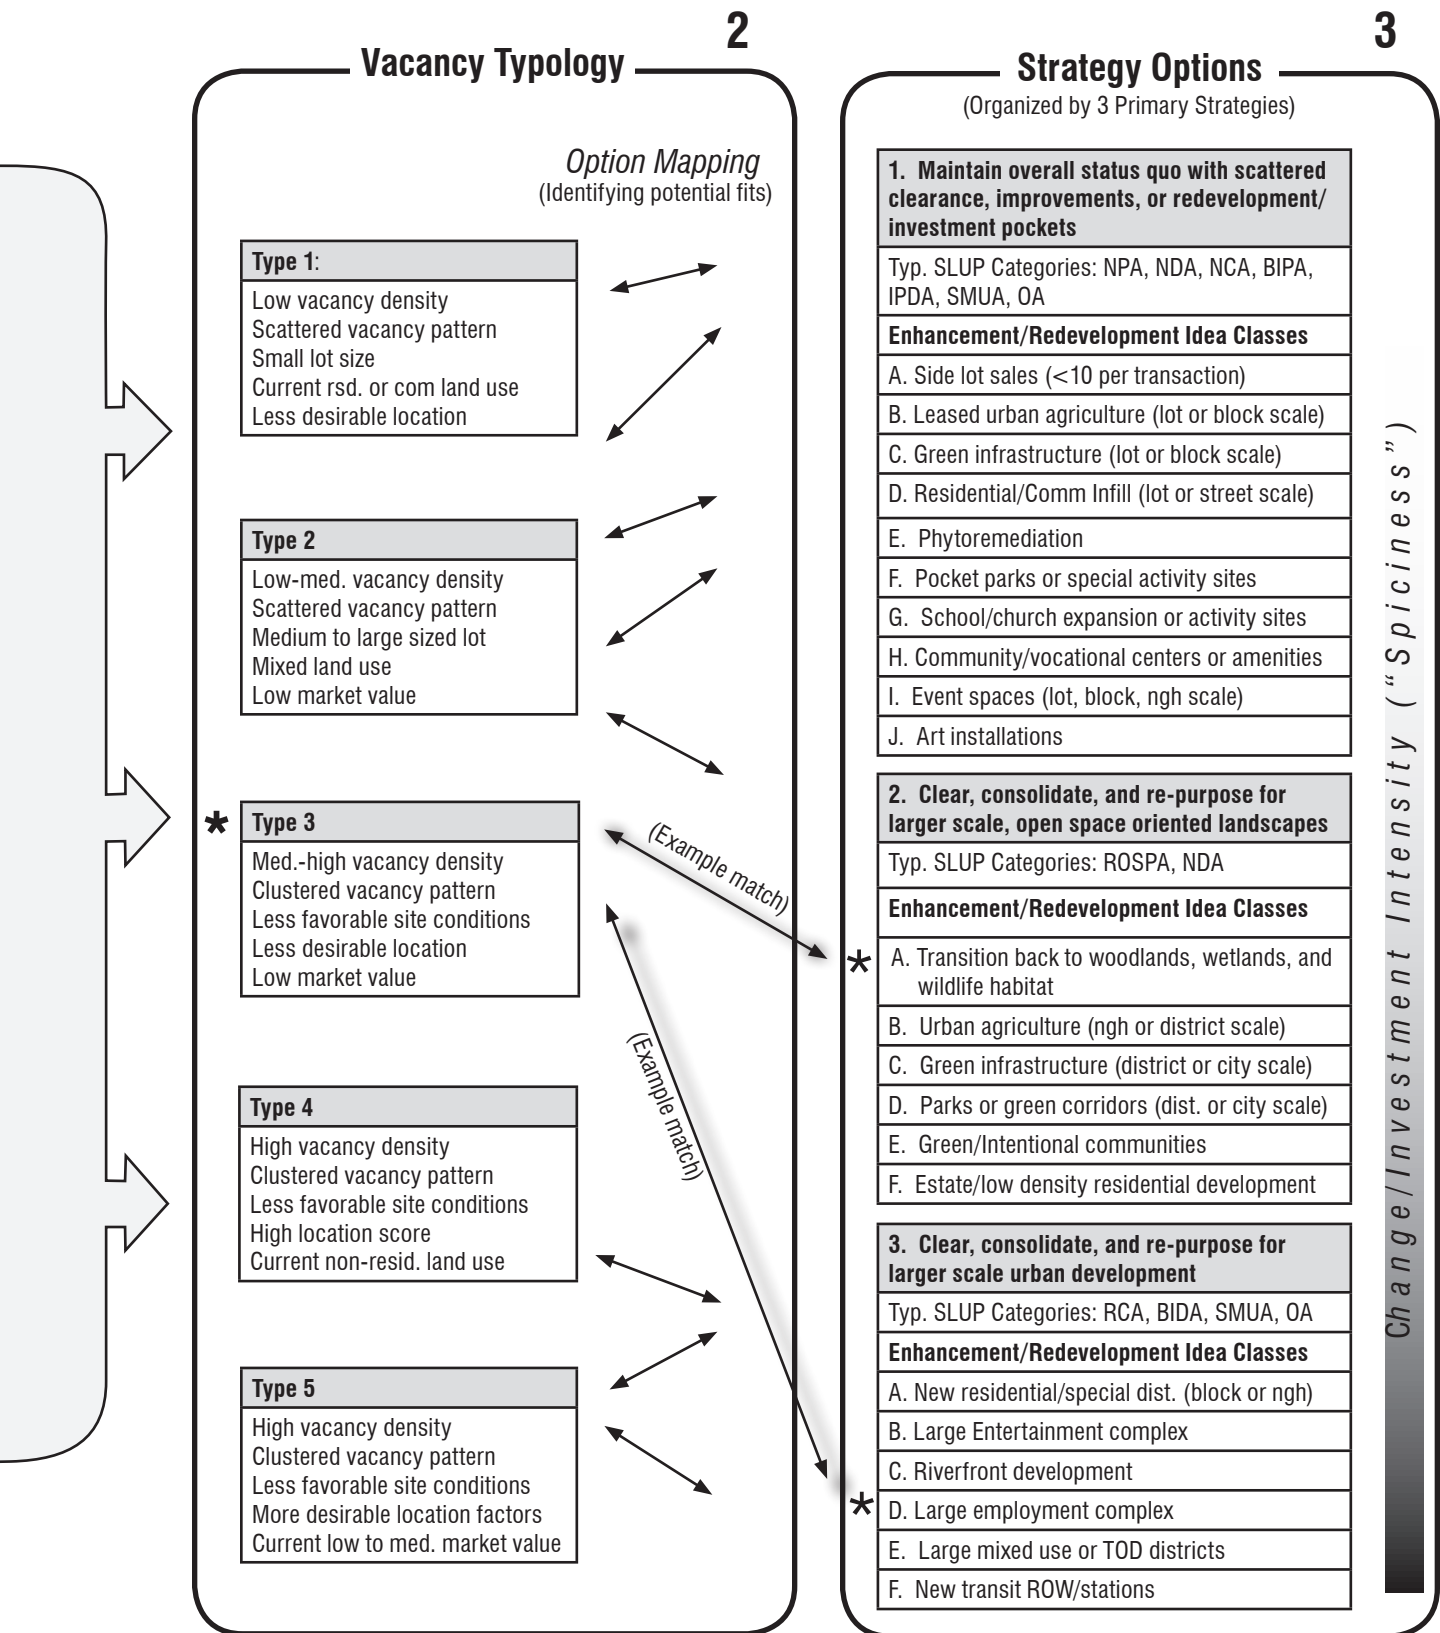 2
Vacancy Typology
Option Mapping
(Identifying potential fits)
Type 1:
Low vacancy density
Scattered vacancy pattern
Small lot size
Current rsd. or com land use
Less desirable location
Type 2
Low-med. vacancy density
Scattered vacancy pattern
Medium to large sized lot
Mixed land use
Low market value
* Type 3
Med.-high vacancy density
Clustered vacancy pattern
Less favorable site conditions
Less desirable location
Low market value
(Example match)
(Example match)
Type 4
High vacancy density
Clustered vacancy pattern
Less favorable site conditions
High location score
Current non-resid. land use
Type 5
High vacancy density
Clustered vacancy pattern
Less favorable site conditions
More desirable location factors
Current low to med. market value
3
Strategy Options
(Organized by 3 Primary Strategies)
1. Maintain overall status quo with scattered
clearance, improvements, or redevelopment/
investment pockets
Typ. SLUP Categories: NPA, NDA, NCA, BIPA,
IPDA, SMUA, OA
Enhancement/Redevelopment Idea Classes
A. Side lot sales (<10 per transaction)
B. Leased urban agriculture (lot or block scale)
C. Green infrastructure (lot or block scale)
D. Residential/Comm Infill (lot or street scale)
E. Phytoremediation
F. Pocket parks or special activity sites
G. School/church expansion or activity sites
H. Community/vocational centers or amenities
I. Event spaces (lot, block, ngh scale)
J. Art installations
2. Clear, consolidate, and re-purpose for
larger scale, open space oriented landscapes
Typ. SLUP Categories: ROSPA, NDA
Enhancement/Redevelopment Idea Classes
* A. Transition back to woodlands, wetlands, and
wildlife habitat
B. Urban agriculture (ngh or district scale)
C. Green infrastructure (district or city scale)
D. Parks or green corridors (dist. or city scale)
E. Green/Intentional communities
F. Estate/low density residential development
3. Clear, consolidate, and re-purpose for
larger scale urban development
Typ. SLUP Categories: RCA, BIDA, SMUA, OA
Enhancement/Redevelopment Idea Classes
A. New residential/special dist. (block or ngh)
B. Large Entertainment complex
C. Riverfront development
* D. Large employment complex
E. Large mixed use or TOD districts
F. New transit ROW/stations
Change/Investment Intensity ("Spiciness")